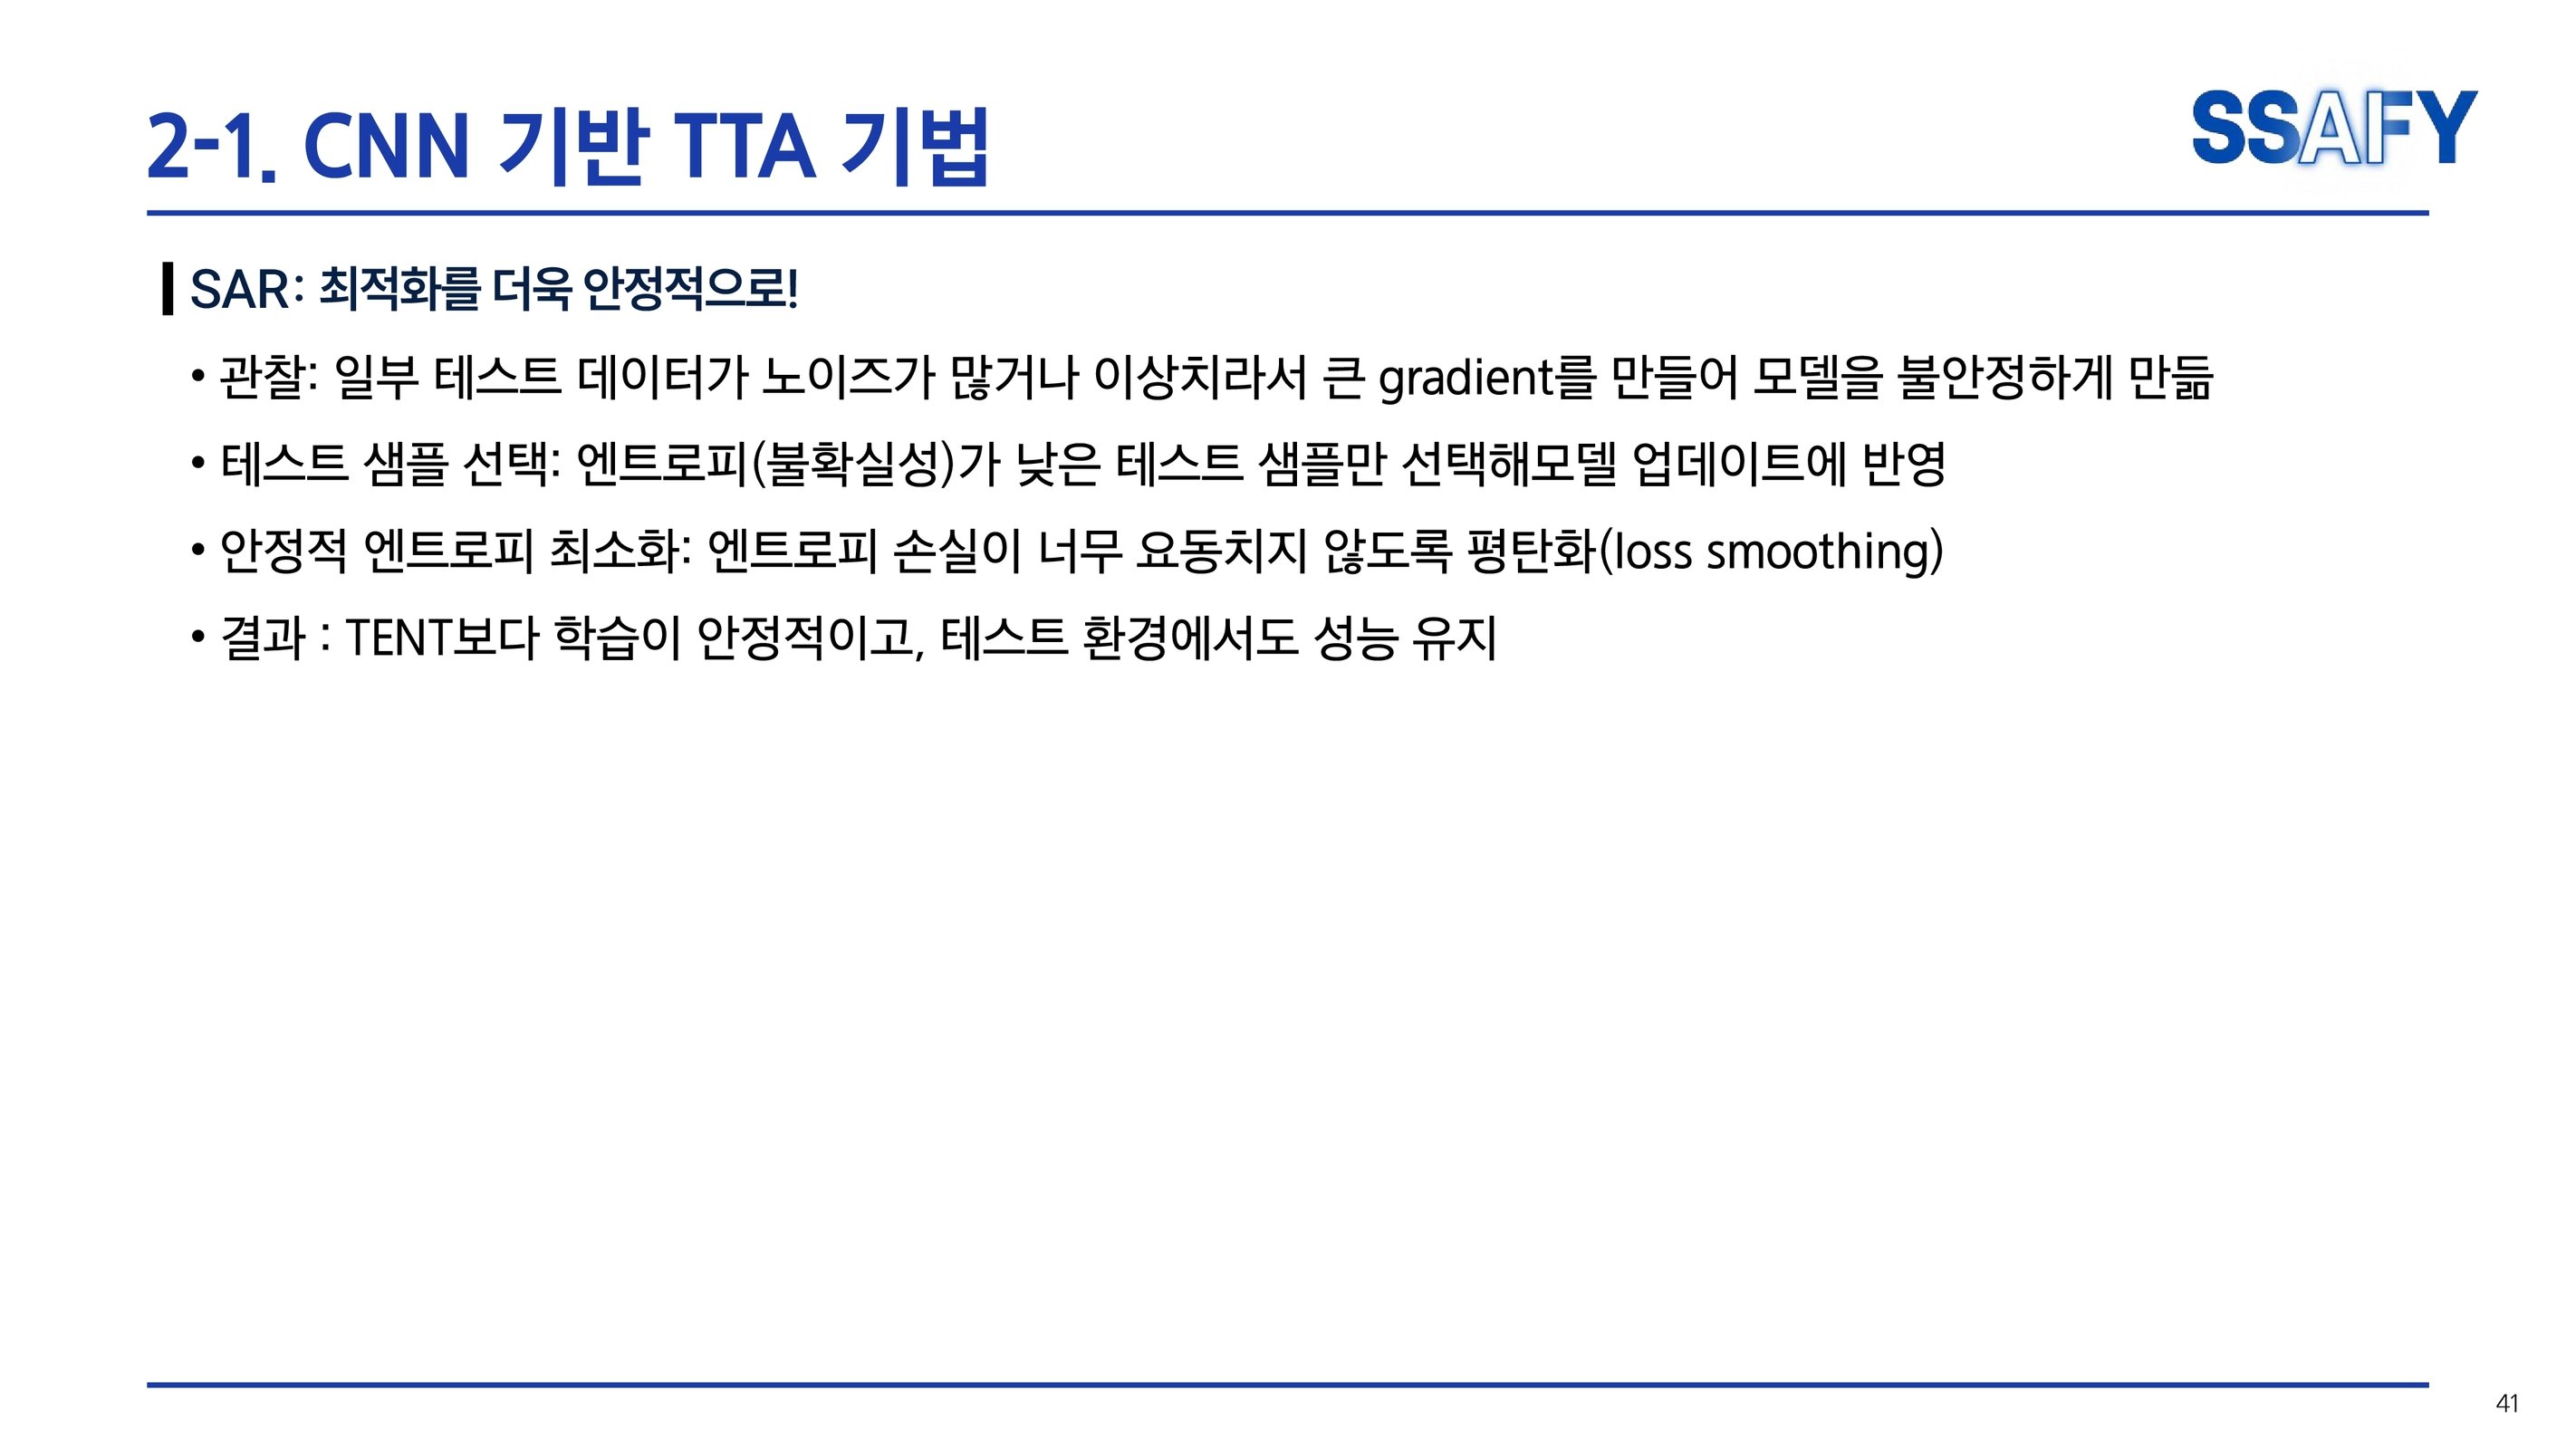 2-1. CNN 기반 TTA 기법
SSAFY
SAR: 최적화를 더욱 안정적으로!
• 관찰: 일부 테스트 데이터가 노이즈가 많거나 이상치라서 큰 gradient를 만들어 모델을 불안정하게 만듦
• 테스트 샘플 선택: 엔트로피(불확실성)가 낮은 테스트 샘플만 선택해모델 업데이트에 반영
• 안정적 엔트로피 최소화: 엔트로피 손실이 너무 요동치지 않도록 평탄화(loss smoothing)
• 결과 : TENT보다 학습이 안정적이고, 테스트 환경에서도 성능 유지
41